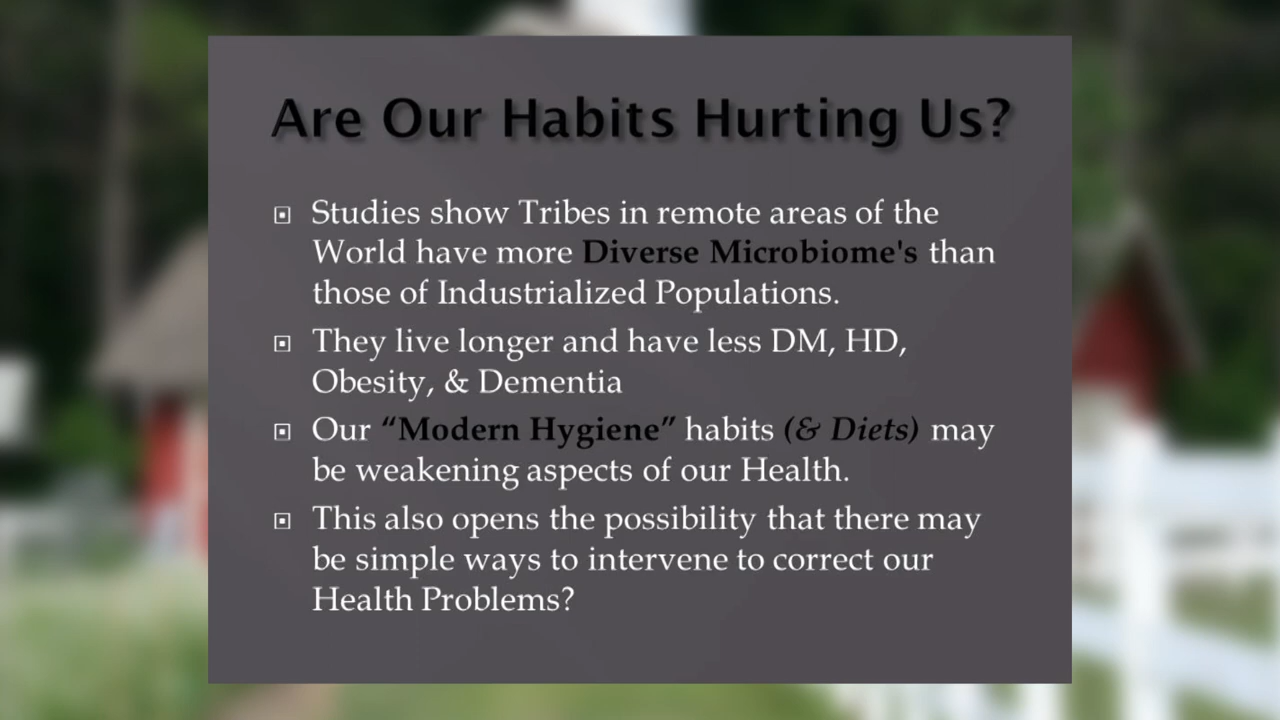 Are Our Habits Hurting Us?
Studies show Tribes in remote areas of the
World have more Diverse Microbiome's than
those of Industrialized Populations.
They live longer and have less DM, HD,
Obesity, & Dementia
Our “Modern Hygiene” habits (& Diets) may
be weakening aspects of our Health.
This also opens the possibility that there may
be simple ways to intervene to correct our
Health Problems?